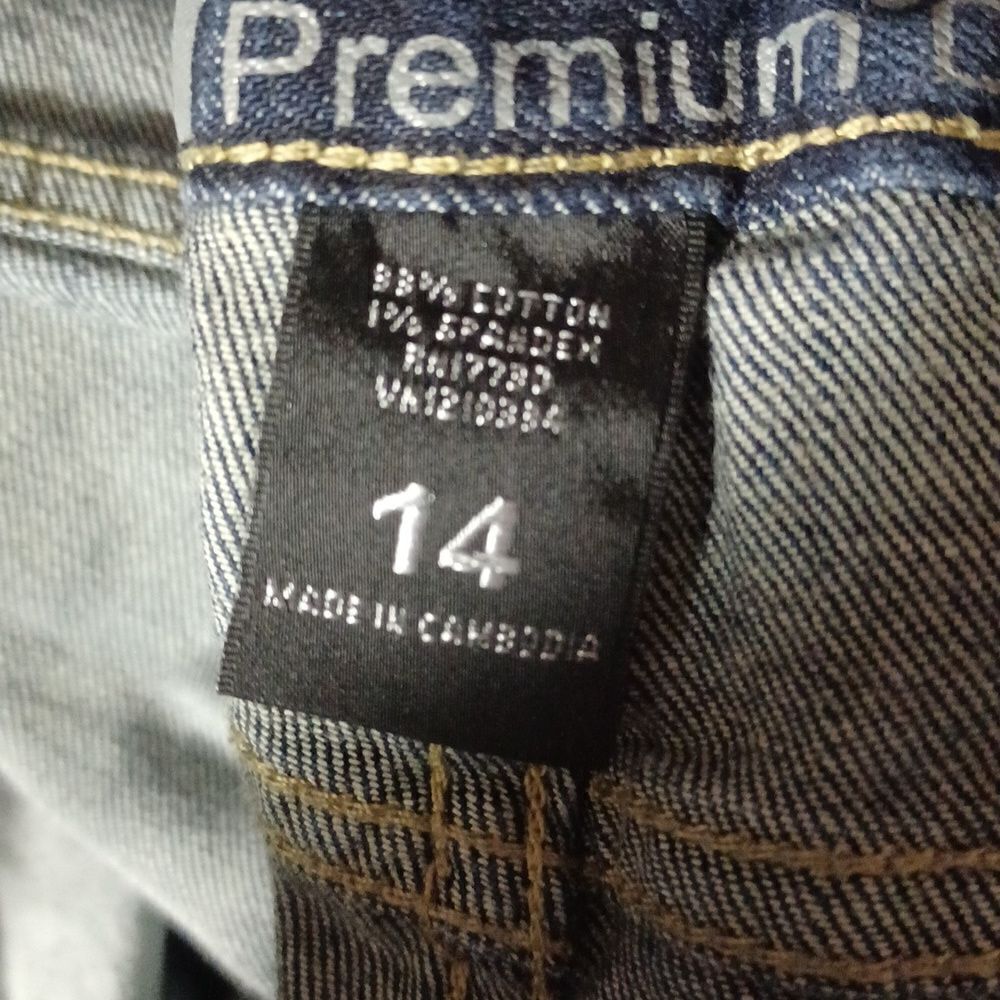 Premium
99% COTTON
1% SPANDEX
14
MADE IN CAMBODIA